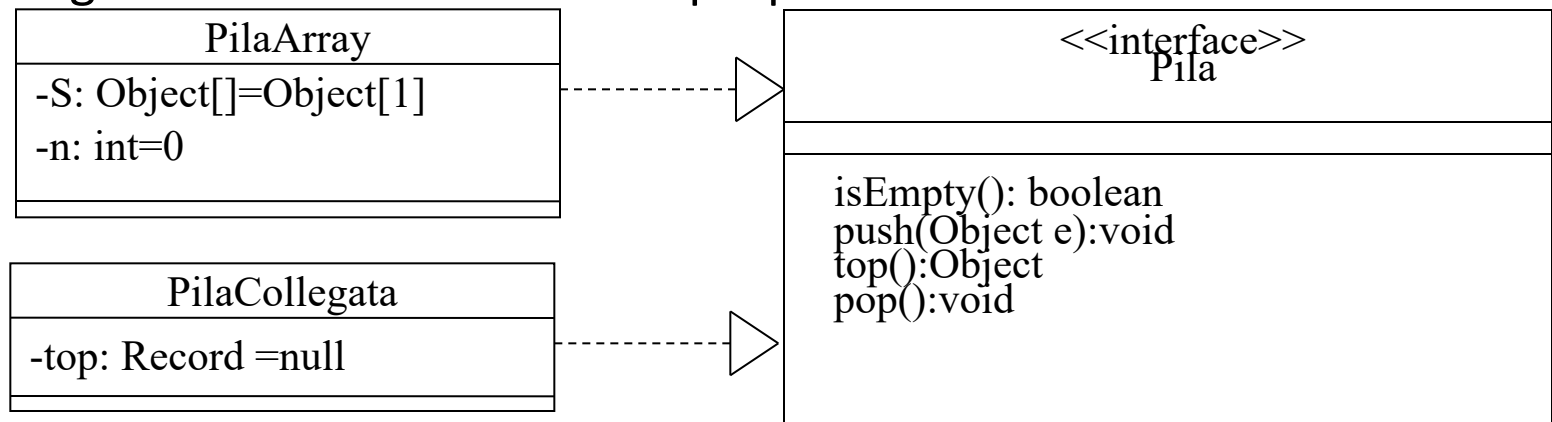 PilaArray
-S: Object[]=Object[1]
-n: int=0
PilaCollegata
-top: Record =null
<<interface>>
Pila
isEmpty(): boolean
push(Object e):void
top():Object
pop():void